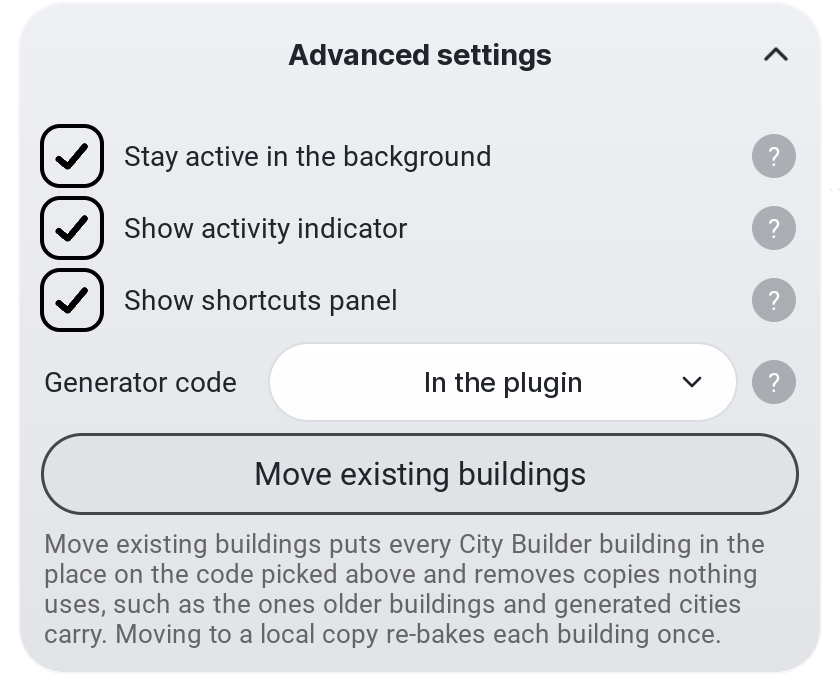 Advanced settings
Stay active in the background
?
Show activity indicator
?
Show shortcuts panel
?
Generator code
In the plugin
?
Move existing buildings
Move existing buildings puts every City Builder building in the
place on the code picked above and removes copies nothing
uses, such as the ones older buildings and generated cities
carry. Moving to a local copy re-bakes each building once.